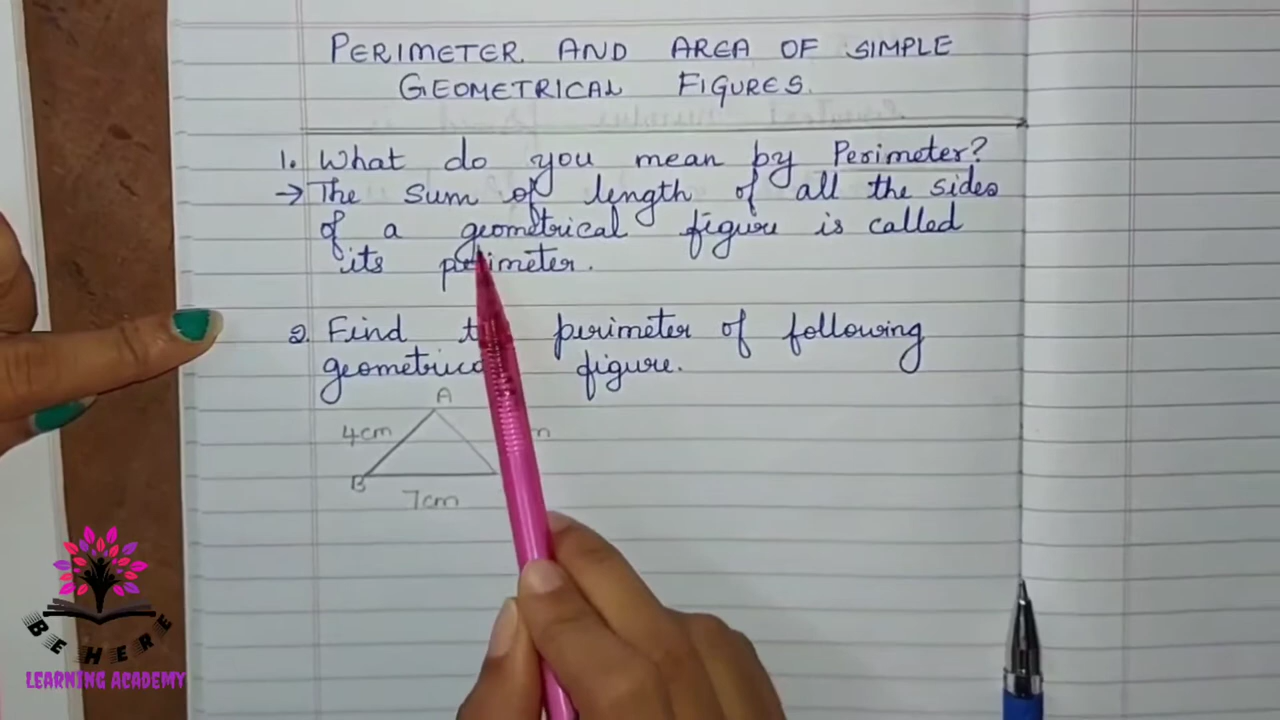 PERIMETER AND AREA OF SIMPLE
GEOMETRICAL FIGURES.
1. What do you mean by Perimeter?
→ The sum of length of all the sides
of a geometrical figure is called
its perimeter.
2. Find perimeter of following
figure.
A
4cm
B
7cm
BE HERE
LEARNING ACADEMY